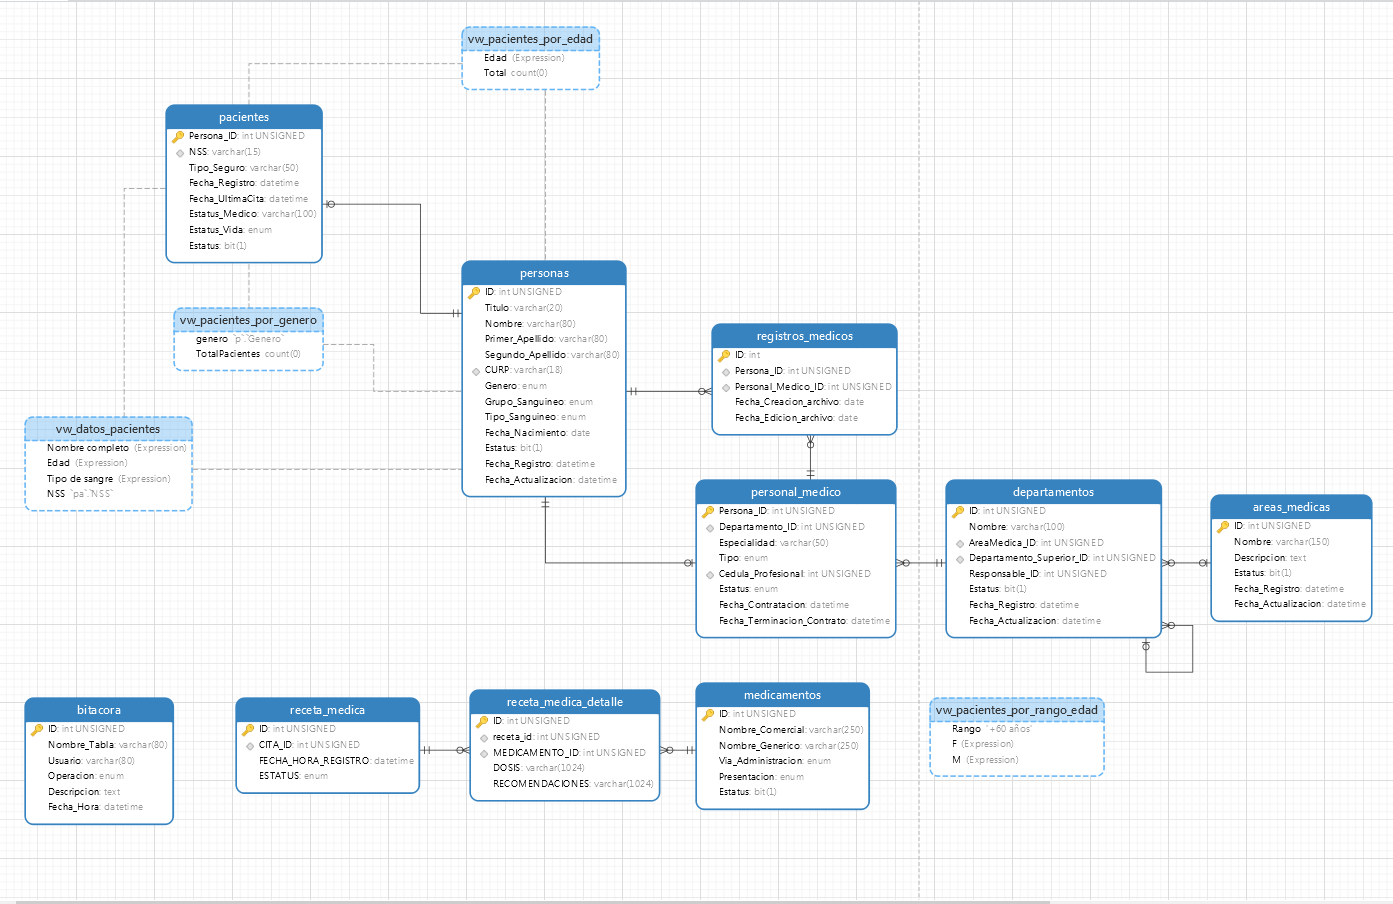 vw_pacientes_por_edad
Edad (Expression)
Total count(0)
pacientes
Persona_ID: int UNSIGNED
NSS: varchar(15)
Tipo_Seguro: varchar(50)
Fecha_Registro: datetime
Fecha_UltimaCita: datetime
Estatus_Medico: varchar(100)
Estatus_Vida: enum
Estatus: bit(1)
personas
ID: int UNSIGNED
Titulo: varchar(20)
Nombre: varchar(80)
Primer_Apellido: varchar(80)
Segundo_Apellido: varchar(80)
CURP: varchar(18)
Genero: enum
Grupo_Sanguineo: enum
Tipo_Sanguineo: enum
Fecha_Nacimiento: date
Estatus: bit(1)
Fecha_Registro: datetime
Fecha_Actualizacion: datetime
vw_pacientes_por_genero
genero `p`.`Genero`
TotalPacientes count(0)
registros_medicos
ID: int
Persona_ID: int UNSIGNED
Personal_Medico_ID: int UNSIGNED
Fecha_Creacion_archivo: date
Fecha_Edicion_archivo: date
vw_datos_pacientes
Nombre completo (Expression)
Edad (Expression)
Tipo de sangre (Expression)
NSS `pa`.`NSS`
personal_medico
Persona_ID: int UNSIGNED
Departamento_ID: int UNSIGNED
Especialidad: varchar(50)
Tipo: enum
Cedula_Profesional: int UNSIGNED
Estatus: enum
Fecha_Contratacion: datetime
Fecha_Terminacion_Contrato: datetime
departamentos
ID: int UNSIGNED
Nombre: varchar(100)
AreaMedica_ID: int UNSIGNED
Departamento_Superior_ID: int UNSIGNED
Responsable_ID: int UNSIGNED
Estatus: bit(1)
Fecha_Registro: datetime
Fecha_Actualizacion: datetime
areas_medicas
ID: int UNSIGNED
Nombre: varchar(150)
Descripcion: text
Estatus: bit(1)
Fecha_Registro: datetime
Fecha_Actualizacion: datetime
bitacora
ID: int UNSIGNED
Nombre_Tabla: varchar(80)
Usuario: varchar(80)
Operacion: enum
Descripcion: text
Fecha_Hora: datetime
receta_medica
ID: int UNSIGNED
CITA_ID: int UNSIGNED
FECHA_HORA_REGISTRO: datetime
ESTATUS: enum
receta_medica_detalle
ID: int UNSIGNED
receta_id: int UNSIGNED
MEDICAMENTO_ID: int UNSIGNED
DOSIS: varchar(1024)
RECOMENDACIONES: varchar(1024)
medicamentos
ID: int UNSIGNED
Nombre_Comercial: varchar(250)
Nombre_Generico: varchar(250)
Via_Administracion: enum
Presentacion: enum
Estatus: bit(1)
vw_pacientes_por_rango_edad
Rango '+60 años'
F (Expression)
M (Expression)